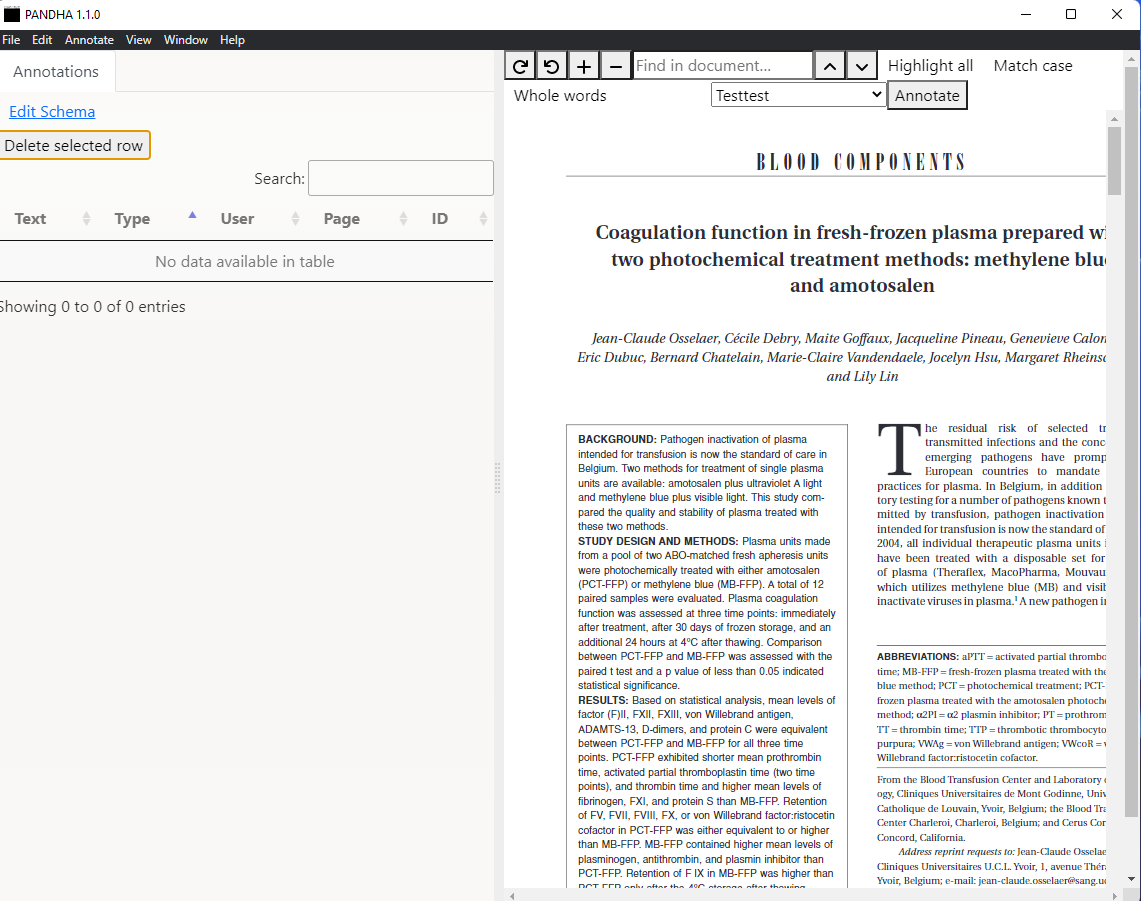 PANDHA 1.1.0
File Edit Annotate View Window Help
Annotations
Edit Schema
Delete selected row
Search:
Text Type User Page ID
No data available in table
Showing 0 to 0 of 0 entries
Find in document... Highlight all Match case
Whole words Testtest Annotate
BLOOD COMPONENTS
Coagulation function in fresh-frozen plasma prepared wi
two photochemical treatment methods: methylene blue
and amotosalen
Jean-Claude Osselaer, Cécile Debry, Maite Goffaux, Jacqueline Pineau, Genevieve Calon
Eric Dubuc, Bernard Chatelain, Marie-Claire Vandendaele, Jocelyn Hsu, Margaret Rheins
and Lily Lin
BACKGROUND: Pathogen inactivation of plasma
intended for transfusion is now the standard of care in
Belgium. Two methods for treatment of single plasma
units are available: amotosalen plus ultraviolet A light
and methylene blue plus visible light. This study com-
pared the quality and stability of plasma treated with
these two methods.
STUDY DESIGN AND METHODS: Plasma units made
from a pool of two ABO-matched fresh apheresis units
were photochemically treated with either amotosalen
(PCT-FFP) or methylene blue (MB-FFP). A total of 12
paired samples were evaluated. Plasma coagulation
function was assessed at three time points: immediately
after treatment, after 30 days of frozen storage, and an
additional 24 hours at 4°C after thawing. Comparison
between PCT-FFP and MB-FFP was assessed with the
paired t test and a p value of less than 0.05 indicated
statistical significance.
RESULTS: Based on statistical analysis, mean levels of
factor (F)II, FXII, FXIII, von Willebrand antigen,
ADAMTS-13, D-dimers, and protein C were equivalent
between PCT-FFP and MB-FFP for all three time
points. PCT-FFP exhibited shorter mean prothrombin
time, activated partial thromboplastin time (two time
points), and thrombin time and higher mean levels of
fibrinogen, FXI, and protein S than MB-FFP. Retention
of FV, FVII, FVIII, FX, or von Willebrand factor:ristocetin
cofactor in PCT-FFP was either equivalent to or higher
than MB-FFP. MB-FFP contained higher mean levels of
plasminogen, antithrombin, and plasmin inhibitor than
PCT-FFP. Retention of F IX in MB-FFP was higher than
PCT-FFP only after the 4°C storage after thawing
The residual risk of selected tr
transmitted infections and the conc
emerging pathogens have promp
European countries to mandate
practices for plasma. In Belgium, in addition
tory testing for a number of pathogens known t
mitted by transfusion, pathogen inactivation
intended for transfusion is now the standard of
2004, all individual therapeutic plasma units i
have been treated with a disposable set for
of plasma (Theraflex, MacoPharma, Mouvau
which utilizes methylene blue (MB) and visib
inactivate viruses in plasma.¹ A new pathogen in
ABBREVIATIONS: aPTT = activated partial thrombo
time; MB-FFP = fresh-frozen plasma treated with the
blue method; PCT = photochemical treatment; PCT-
frozen plasma treated with the amotosalen photoche
method; α2PI = α2 plasmin inhibitor; PT = prothrom
TT = thrombin time; TTP = thrombotic thrombocyto
purpura; VWAg = von Willebrand antigen; VWcoR = v
Willebrand factor:ristocetin cofactor.
From the Blood Transfusion Center and Laboratory o
ogy, Cliniques Universitaires de Mont Godinne, Univ
Catholique de Louvain, Yvoir, Belgium; the Blood Tra
Center Charleroi, Charleroi, Belgium; and Cerus Cor
Concord, California.
Address reprint requests to: Jean-Claude Osselae
Cliniques Universitaires U.C.L. Yvoir, 1, avenue Théra
Yvoir, Belgium; e-mail: jean-claude.osselaer@sang.uc